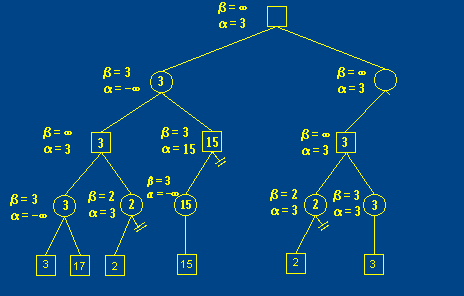 β = ∞
α = 3
β = 3
α = −∞
3
β = ∞
α = 3
β = ∞
α = 3
3
β = 3
α = 15
15
β = ∞
α = 3
3
β = 3
α = −∞
3
β = 2
α = 3
2
β = 3
α = −∞
15
β = 2
α = 3
2
β = 3
α = 3
3
3
17
2
15
2
3